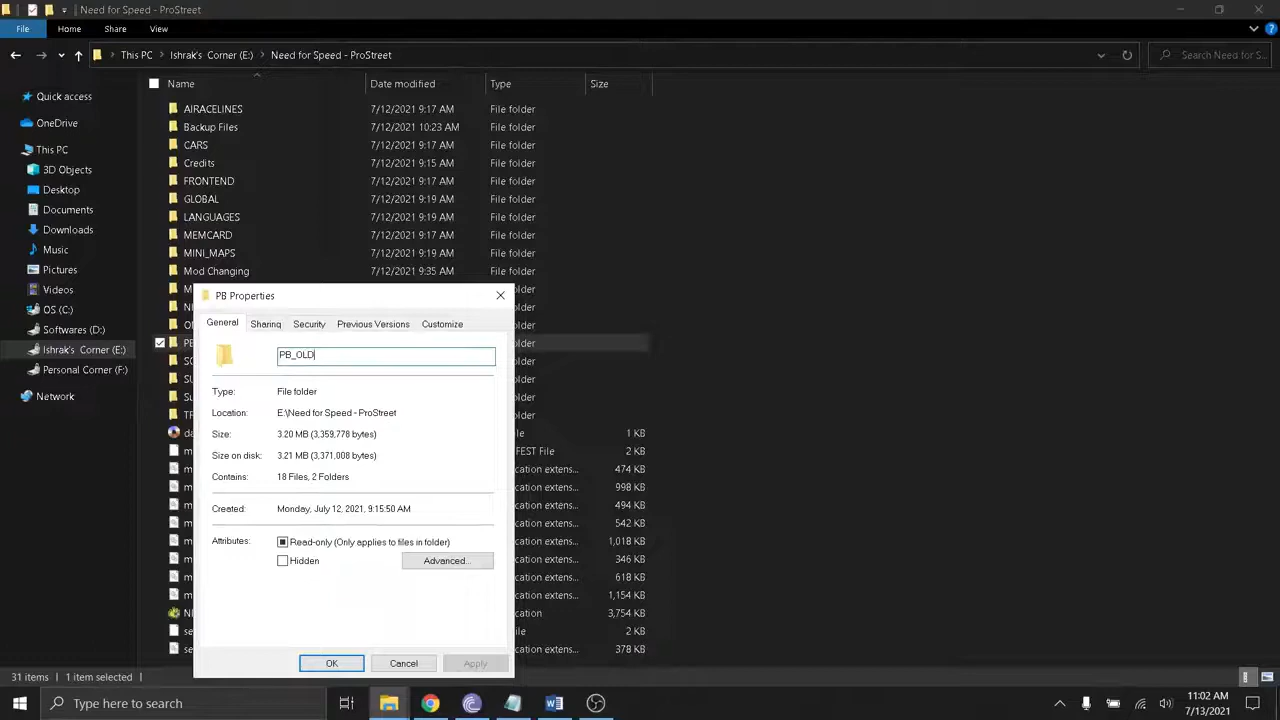 Need for Speed - ProStreet
File Home Share View
This PC Ishrak's Corner (E:) Need for Speed - ProStreet Search Need for S...
Name Date modified Type Size
Quick access
OneDrive
This PC
3D Objects
Desktop
Documents
Downloads
Music
Pictures
Videos
OS (C:)
Softwares (D:)
Ishrak's Corner (E:)
Personal Corner (F:)
Network
AIRACELINES 7/12/2021 9:17 AM File folder
Backup Files 7/12/2021 10:23 AM File folder
CARS 7/12/2021 9:17 AM File folder
Credits 7/12/2021 9:15 AM File folder
FRONTEND 7/12/2021 9:17 AM File folder
GLOBAL 7/12/2021 9:19 AM File folder
LANGUAGES 7/12/2021 9:19 AM File folder
MEMCARD 7/12/2021 9:17 AM File folder
MINI_MAPS 7/12/2021 9:19 AM File folder
Mod Changing 7/12/2021 9:35 AM File folder
1 KB
2 KB
474 KB
998 KB
494 KB
542 KB
1,018 KB
346 KB
618 KB
1,154 KB
3,754 KB
2 KB
378 KB
PB Properties
General Sharing Security Previous Versions Customize
PB_OLD
Type: File folder
Location: E:\Need for Speed - ProStreet
Size: 3.20 MB (3,359,778 bytes)
Size on disk: 3.21 MB (3,371,008 bytes)
Contains: 18 Files, 2 Folders
Created: Monday, July 12, 2021, 9:15:50 AM
Attributes: Read-only (Only applies to files in folder)
Hidden Advanced...
OK Cancel Apply
31 items 1 item selected
Type here to search
11:02 AM
7/13/2021